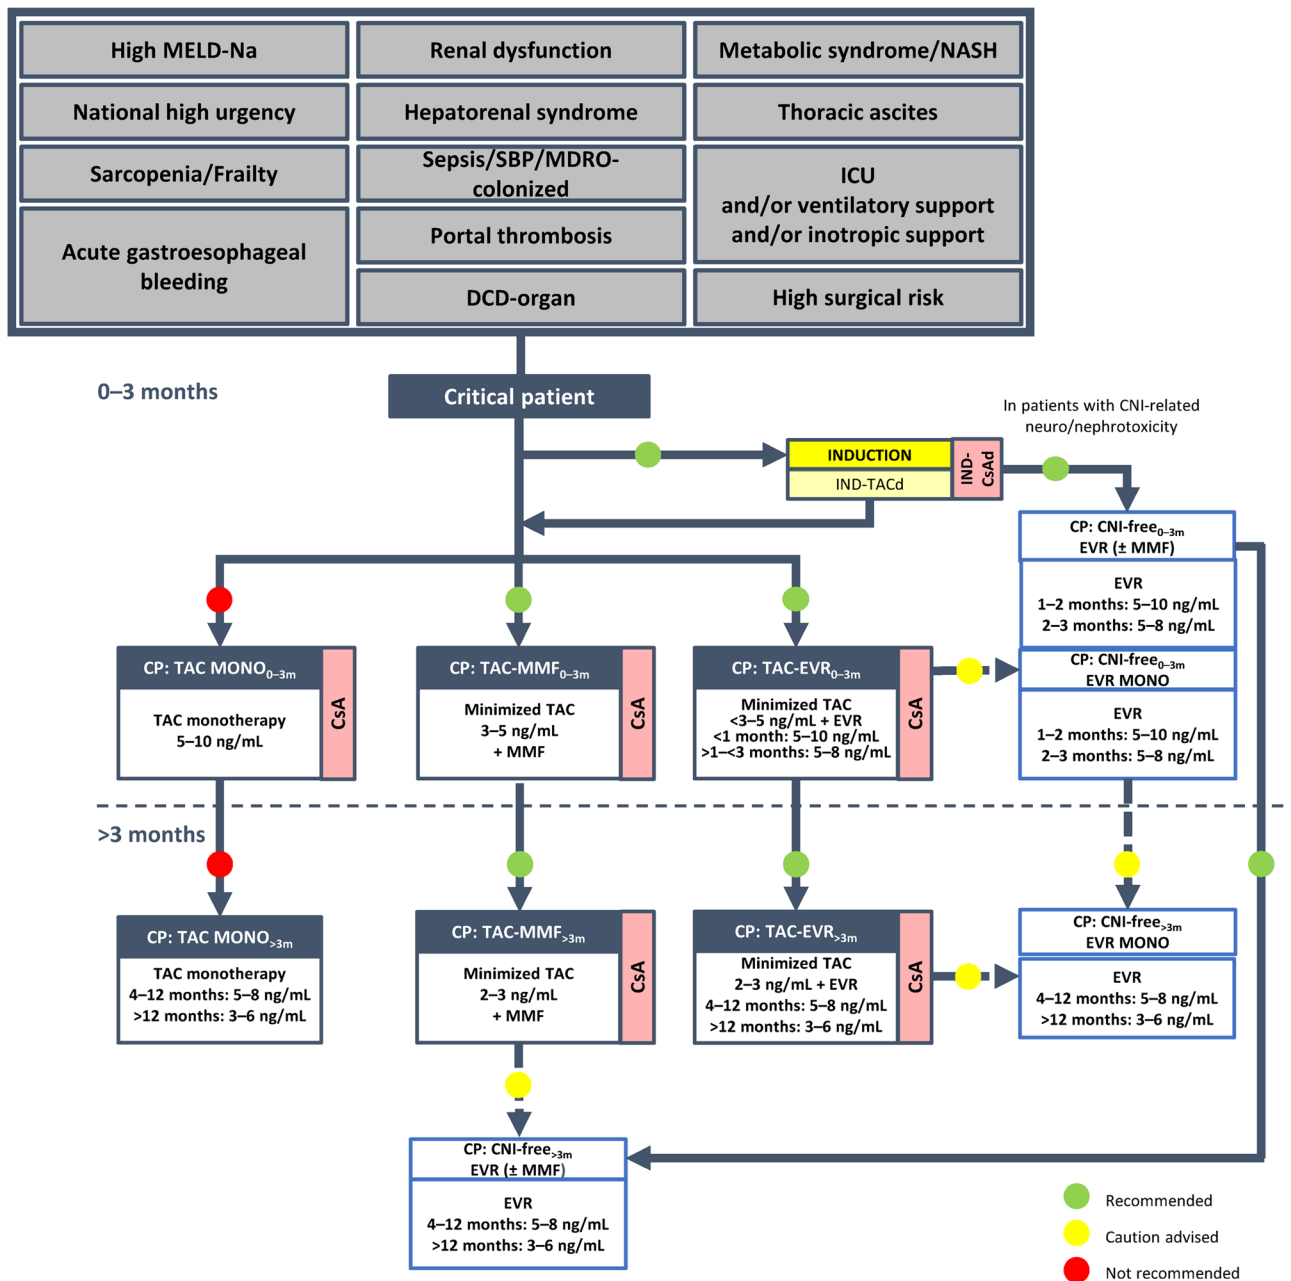 High MELD-Na
Renal dysfunction
Metabolic syndrome/NASH
National high urgency
Hepatorenal syndrome
Thoracic ascites
Sarcopenia/Frailty
Sepsis/SBP/MDRO-
colonized
ICU
and/or ventilatory support
and/or inotropic support
Acute gastroesophageal
bleeding
Portal thrombosis
DCD-organ
High surgical risk
0–3 months
Critical patient
In patients with CNI-related
neuro/nephrotoxicity
INDUCTION
IND-TACd
IND-
CsAd
CP: CNI-free0–3m
EVR (± MMF)
EVR
1–2 months: 5–10 ng/mL
2–3 months: 5–8 ng/mL
CP: TAC MONO0–3m
TAC monotherapy
5–10 ng/mL
CsA
CP: TAC-MMF0–3m
Minimized TAC
3–5 ng/mL
+ MMF
CsA
CP: TAC-EVR0–3m
Minimized TAC
<3–5 ng/mL + EVR
<1 month: 5–10 ng/mL
>1–<3 months: 5–8 ng/mL
CsA
CP: CNI-free0–3m
EVR MONO
EVR
1–2 months: 5–10 ng/mL
2–3 months: 5–8 ng/mL
>3 months
CP: TAC MONO>3m
TAC monotherapy
4–12 months: 5–8 ng/mL
>12 months: 3–6 ng/mL
CP: TAC-MMF>3m
Minimized TAC
2–3 ng/mL
+ MMF
CsA
CP: TAC-EVR>3m
Minimized TAC
2–3 ng/mL + EVR
4–12 months: 5–8 ng/mL
>12 months: 3–6 ng/mL
CsA
CP: CNI-free>3m
EVR MONO
EVR
4–12 months: 5–8 ng/mL
>12 months: 3–6 ng/mL
CP: CNI-free>3m
EVR (± MMF)
EVR
4–12 months: 5–8 ng/mL
>12 months: 3–6 ng/mL
Recommended
Caution advised
Not recommended